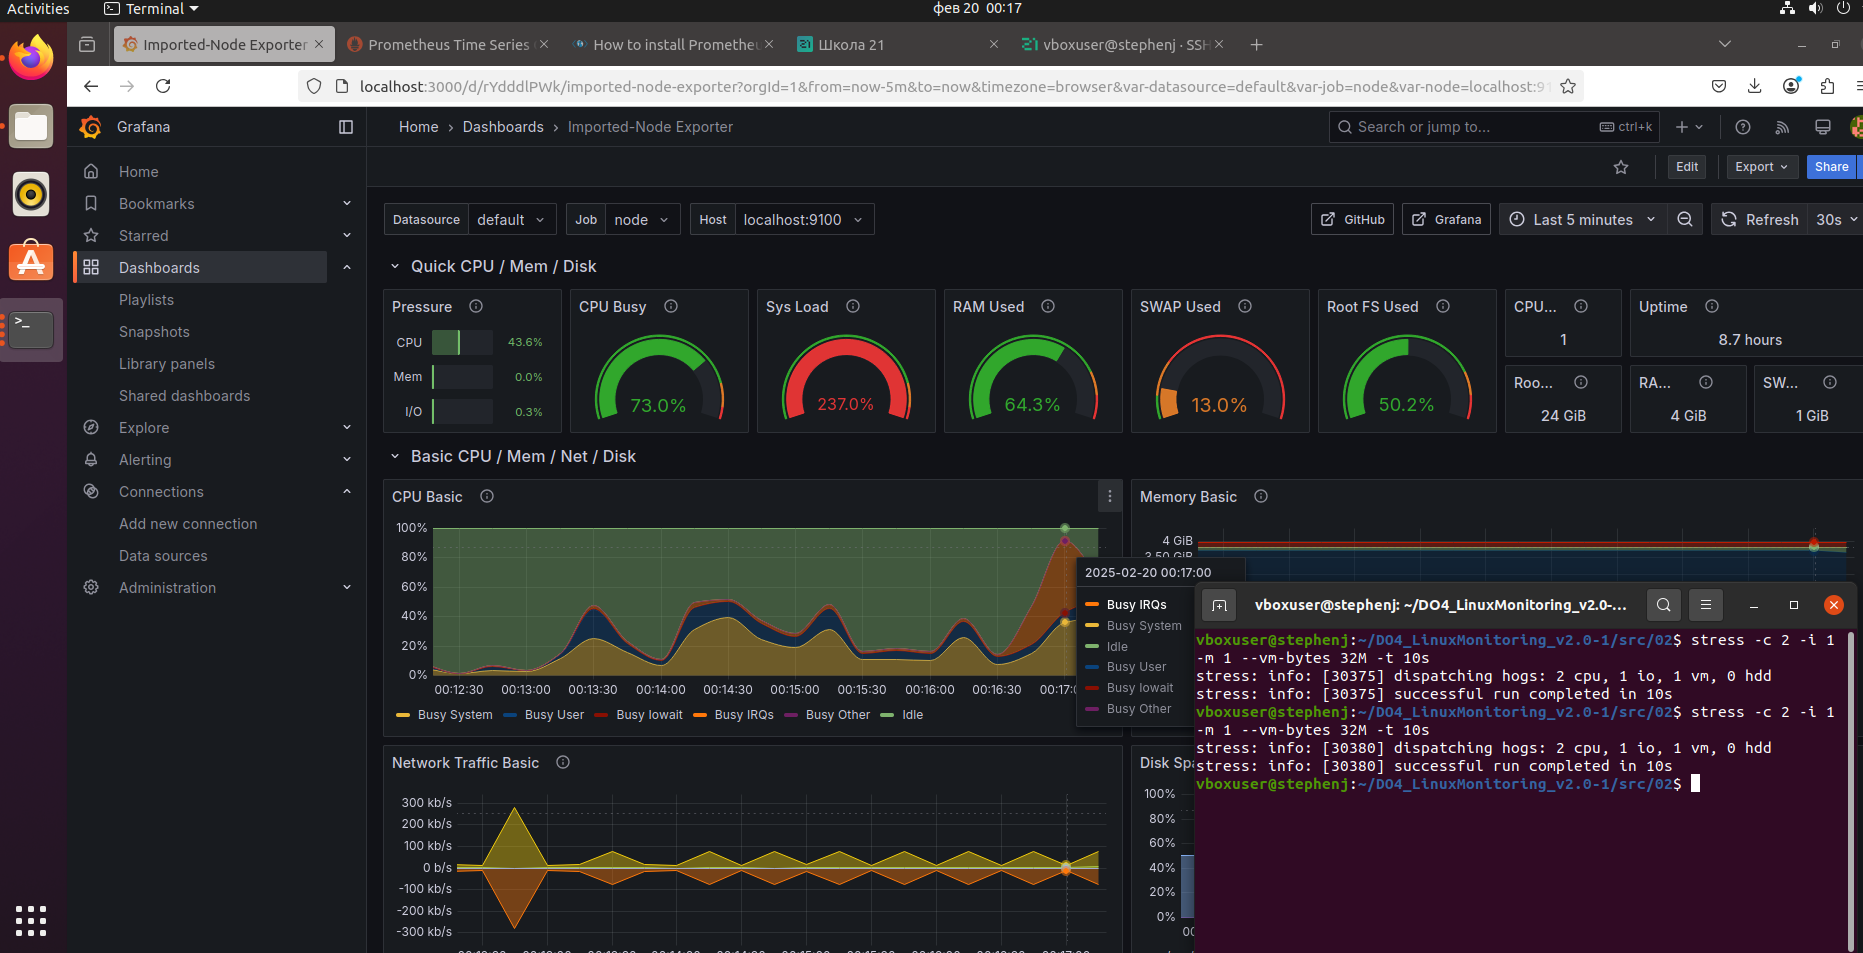 Activities
Terminal
фев 20 00:17
Imported-Node Exporter
Prometheus Time Series
How to install Prometheu
Школа 21
vboxuser@stephenj · SSH
localhost:3000/d/rYdddlPWk/imported-node-exporter?orgId=1&from=now-5m&to=now&timezone=browser&var-datasource=default&var-job=node&var-node=localhost:91
Grafana
Home › Dashboards › Imported-Node Exporter
Search or jump to...
ctrl+k
Home
Bookmarks
Starred
Dashboards
Playlists
Snapshots
Library panels
Shared dashboards
Explore
Alerting
Connections
Add new connection
Data sources
Administration
Edit
Export
Share
Datasource
default
Job
node
Host
localhost:9100
GitHub
Grafana
Last 5 minutes
Refresh
30s
Quick CPU / Mem / Disk
Pressure
CPU
43.6%
Mem
0.0%
I/O
0.3%
CPU Busy
73.0%
Sys Load
237.0%
RAM Used
64.3%
SWAP Used
13.0%
Root FS Used
50.2%
CPU...
1
Uptime
8.7 hours
Roo...
24 GiB
RA...
4 GiB
SW...
1 GiB
Basic CPU / Mem / Net / Disk
CPU Basic
100%
80%
60%
40%
20%
0%
00:12:30
00:13:00
00:13:30
00:14:00
00:14:30
00:15:00
00:15:30
00:16:00
00:16:30
00:17:0
Busy System
Busy User
Busy Iowait
Busy IRQs
Busy Other
Idle
Memory Basic
4 GiB
3.50 GiB
2025-02-20 00:17:00
Busy IRQs
Busy System
Idle
Busy User
Busy Iowait
Busy Other
Network Traffic Basic
300 kb/s
200 kb/s
100 kb/s
0 b/s
-100 kb/s
-200 kb/s
-300 kb/s
Disk Spa
100%
80%
60%
40%
20%
0%
00
vboxuser@stephenj: ~/DO4_LinuxMonitoring_v2.0-...
vboxuser@stephenj:~/DO4_LinuxMonitoring_v2.0-1/src/02$ stress -c 2 -i 1
-m 1 --vm-bytes 32M -t 10s
stress: info: [30375] dispatching hogs: 2 cpu, 1 io, 1 vm, 0 hdd
stress: info: [30375] successful run completed in 10s
vboxuser@stephenj:~/DO4_LinuxMonitoring_v2.0-1/src/02$ stress -c 2 -i 1
-m 1 --vm-bytes 32M -t 10s
stress: info: [30380] dispatching hogs: 2 cpu, 1 io, 1 vm, 0 hdd
stress: info: [30380] successful run completed in 10s
vboxuser@stephenj:~/DO4_LinuxMonitoring_v2.0-1/src/02$